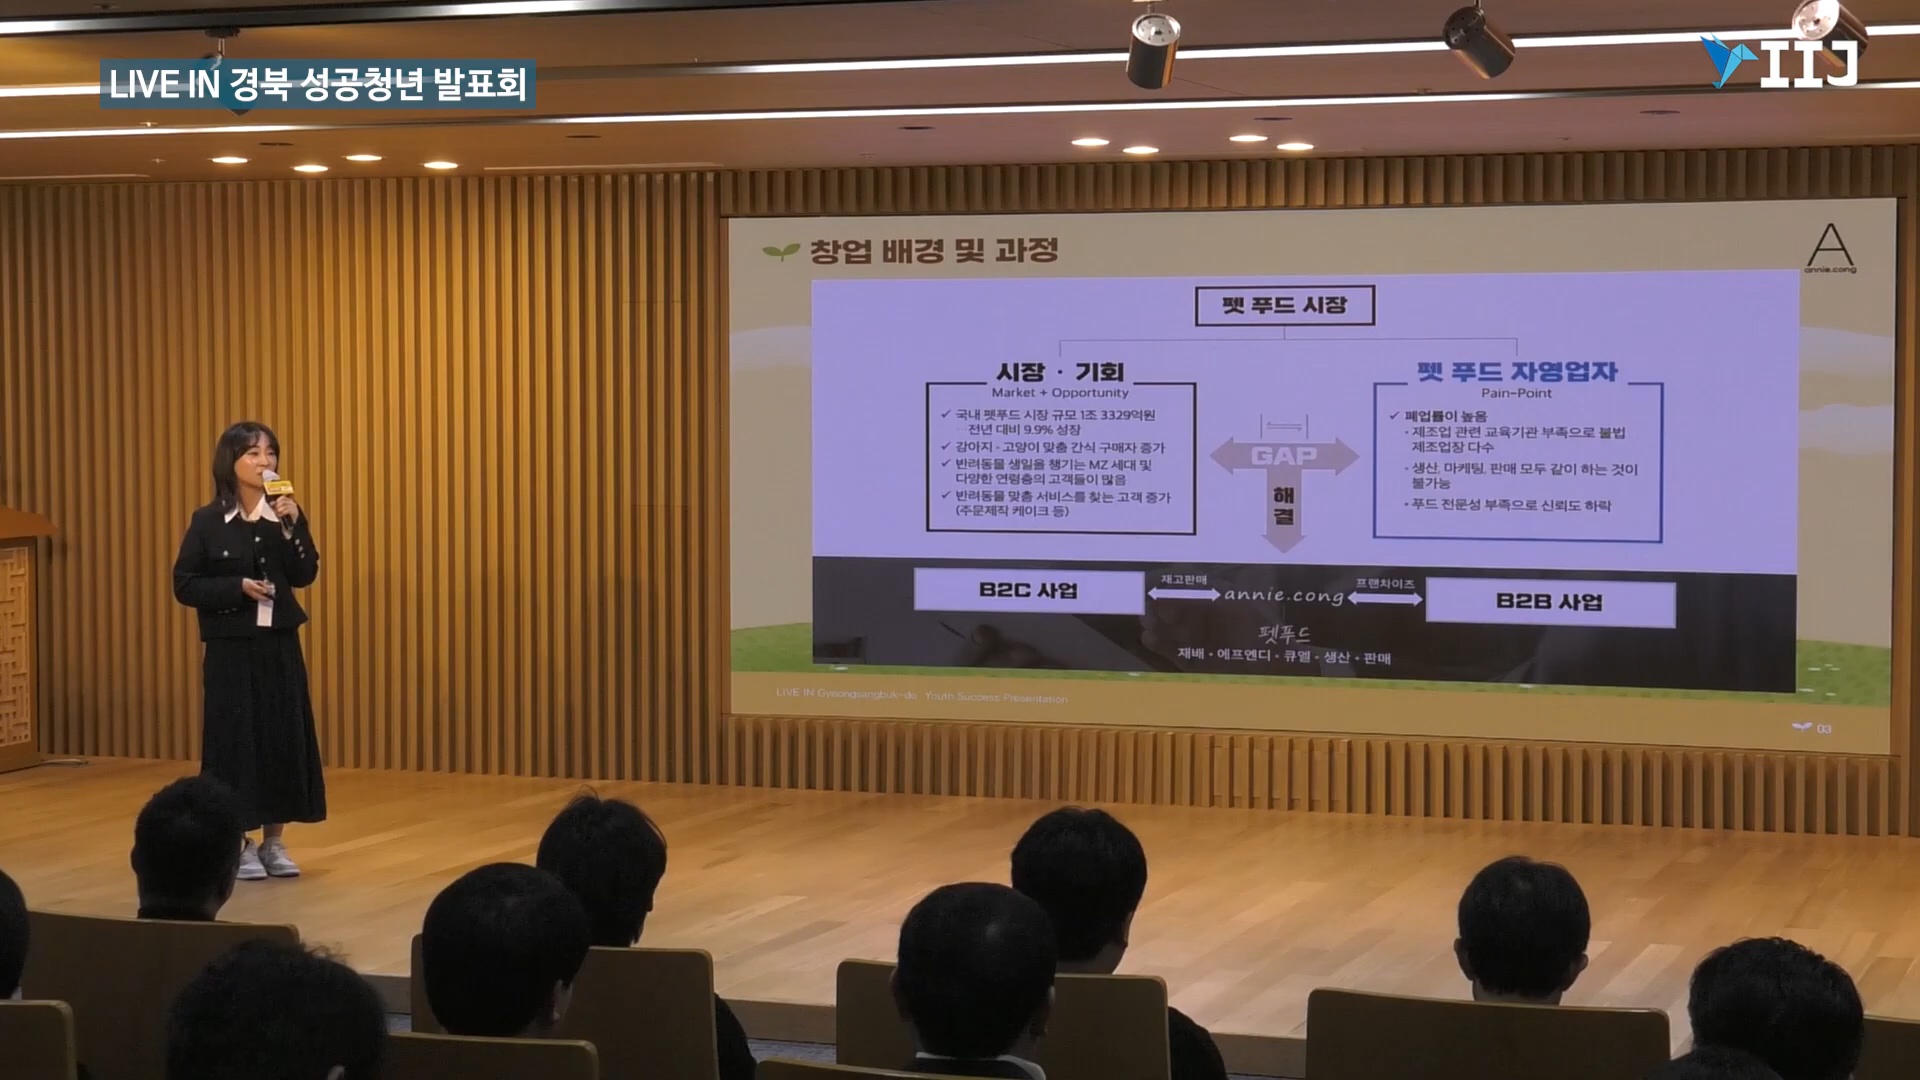 LIVE IN 경북 성공청년 발표회
IIJ
창업 배경 및 과정
A
annie.cong
펫 푸드 시장
시장 · 기회
Market + Opportunity
✓ 국내 펫푸드 시장 규모 1조 3329억원
전년 대비 9.9% 성장
✓ 강아지 - 고양이 맞춤 간식 구매자 증가
✓ 반려동물 생일을 챙기는 MZ 세대 및
다양한 연령층의 고객들이 많음
✓ 반려동물 맞춤 서비스를 찾는 고객 증가
(주문제작 케이크 등)
GAP
해
결
펫 푸드 자영업자
Pain-Point
✓ 폐업률이 높음
• 제조업 관련 교육기관 부족으로 불법
제조업장 다수
• 생산, 마케팅, 판매 모두 같이 하는 것이
불가능
• 푸드 전문성 부족으로 신뢰도 하락
B2C 사업
재고판매
annie.cong
프랜차이즈
B2B 사업
펫푸드
재배 • 에프엔디 • 큐엘 • 생산 • 판매
LIVE IN Gyeongsangbuk-do Youth Success Presentation
03